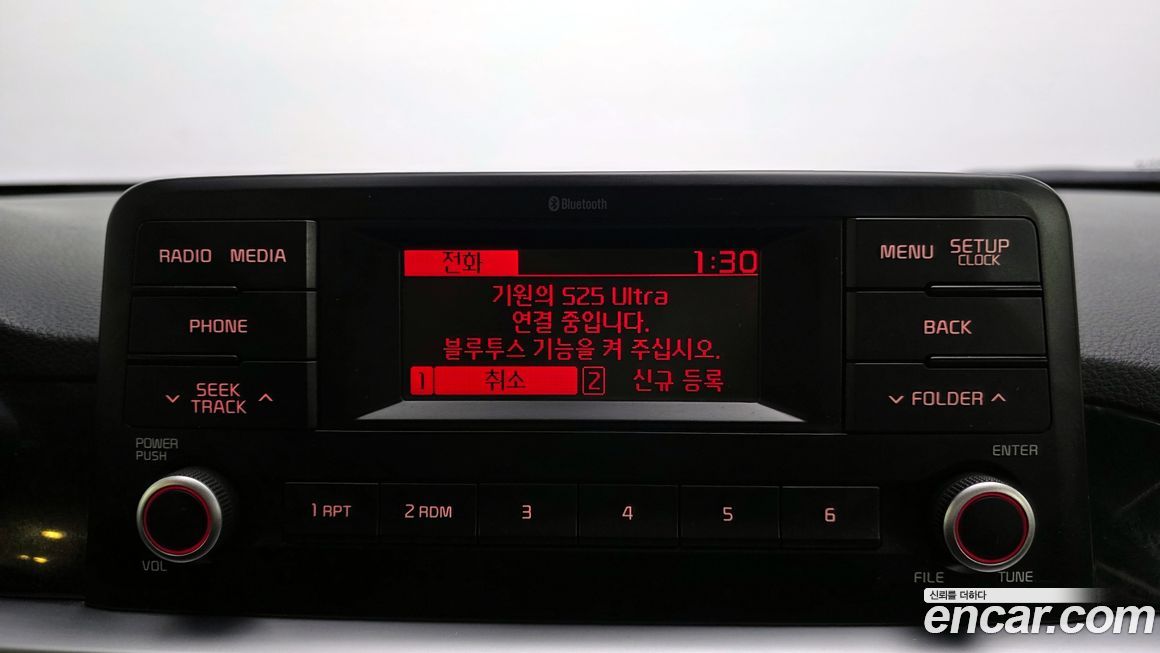 Bluetooth
RADIO MEDIA
PHONE
SEEK
TRACK
전화 1:30
기원의 S25 Ultra
연결 중입니다.
블루투스 기능을 켜 주십시오.
1 취소 2 신규 등록
MENU SETUP
CLOCK
BACK
FOLDER
POWER
PUSH
VOL
1 RPT 2 RDM 3 4 5 6
ENTER
FILE TUNE
신뢰를 더하다
encar.com